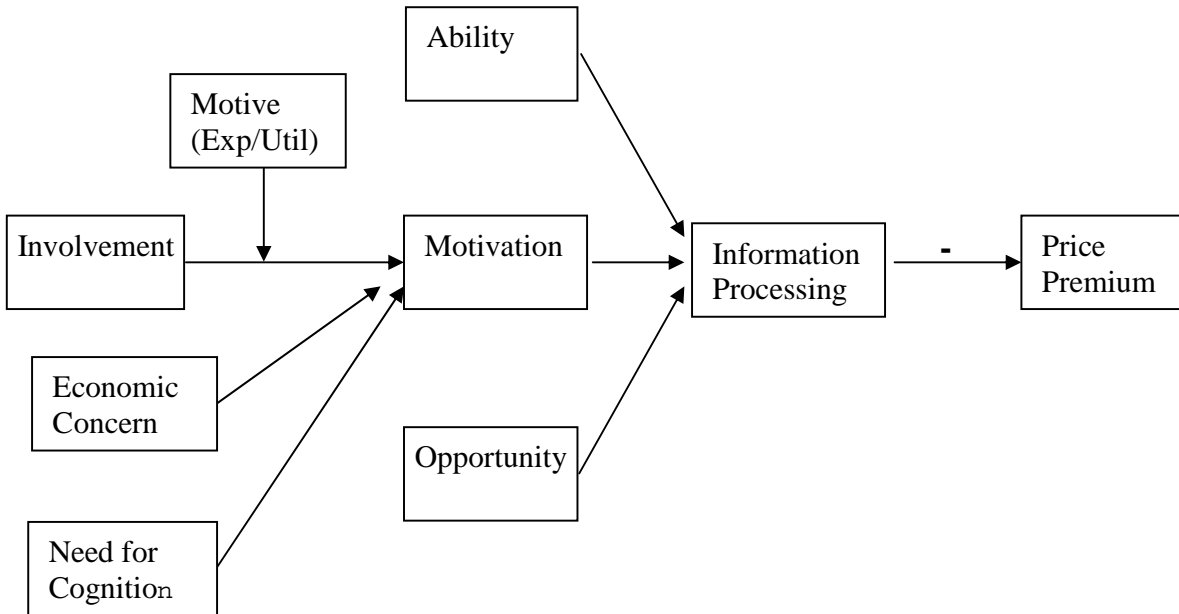 Ability
Motive
(Exp/Util)
Involvement
Motivation
Information
Processing
-
Price
Premium
Economic
Concern
Opportunity
Need for
Cognition